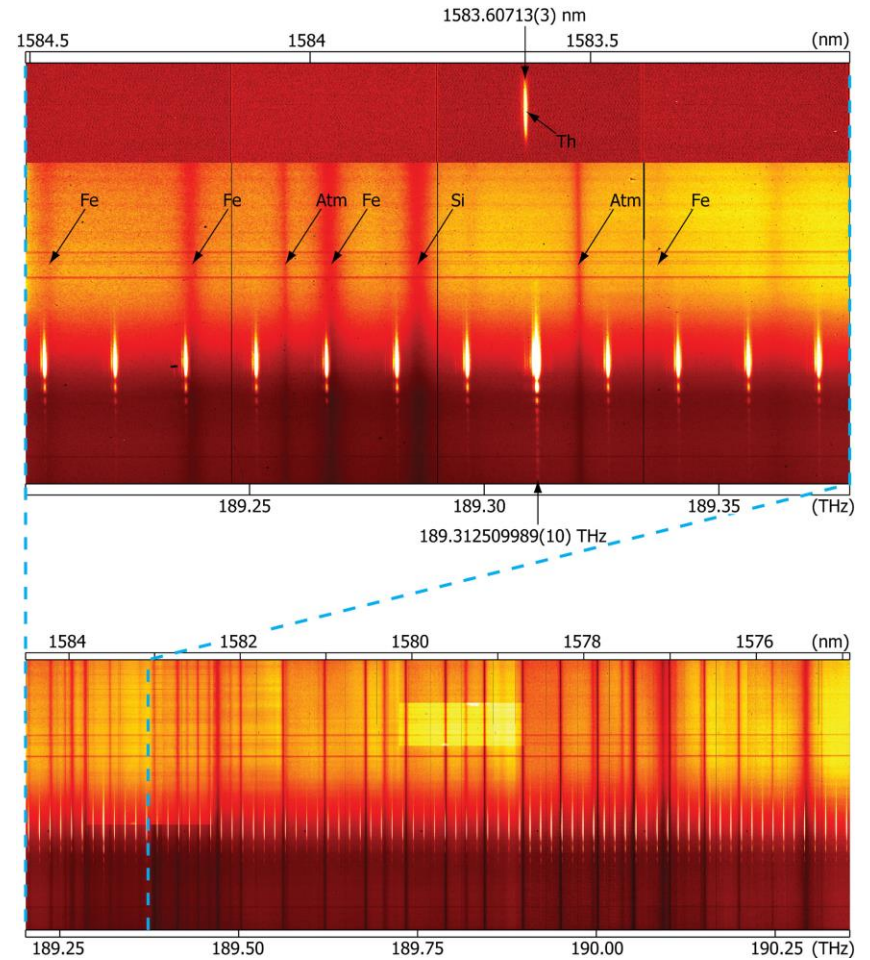 1583.60713(3) nm
1584.5 1584 1583.5 (nm)
Th
Fe Fe Atm Fe Si Atm Fe
189.25 189.30 189.35 (THz)
189.312509989(10) THz
1584 1582 1580 1578 1576 (nm)
189.25 189.50 189.75 190.00 190.25 (THz)